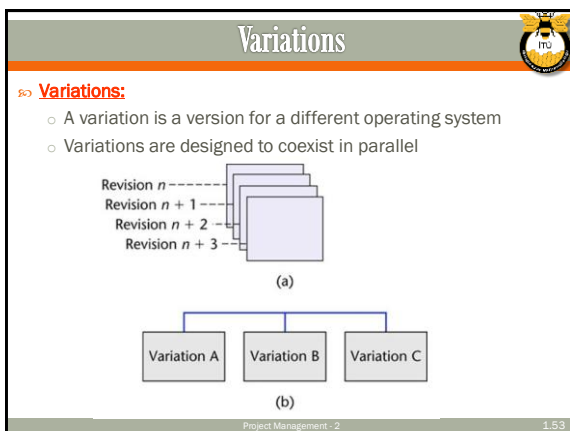 Variations
İTÜ
Variations:
A variation is a version for a different operating system
Variations are designed to coexist in parallel
Revision n
Revision n + 1
Revision n + 2
Revision n + 3
(a)
Variation A Variation B Variation C
(b)
Project Management - 2 1.53